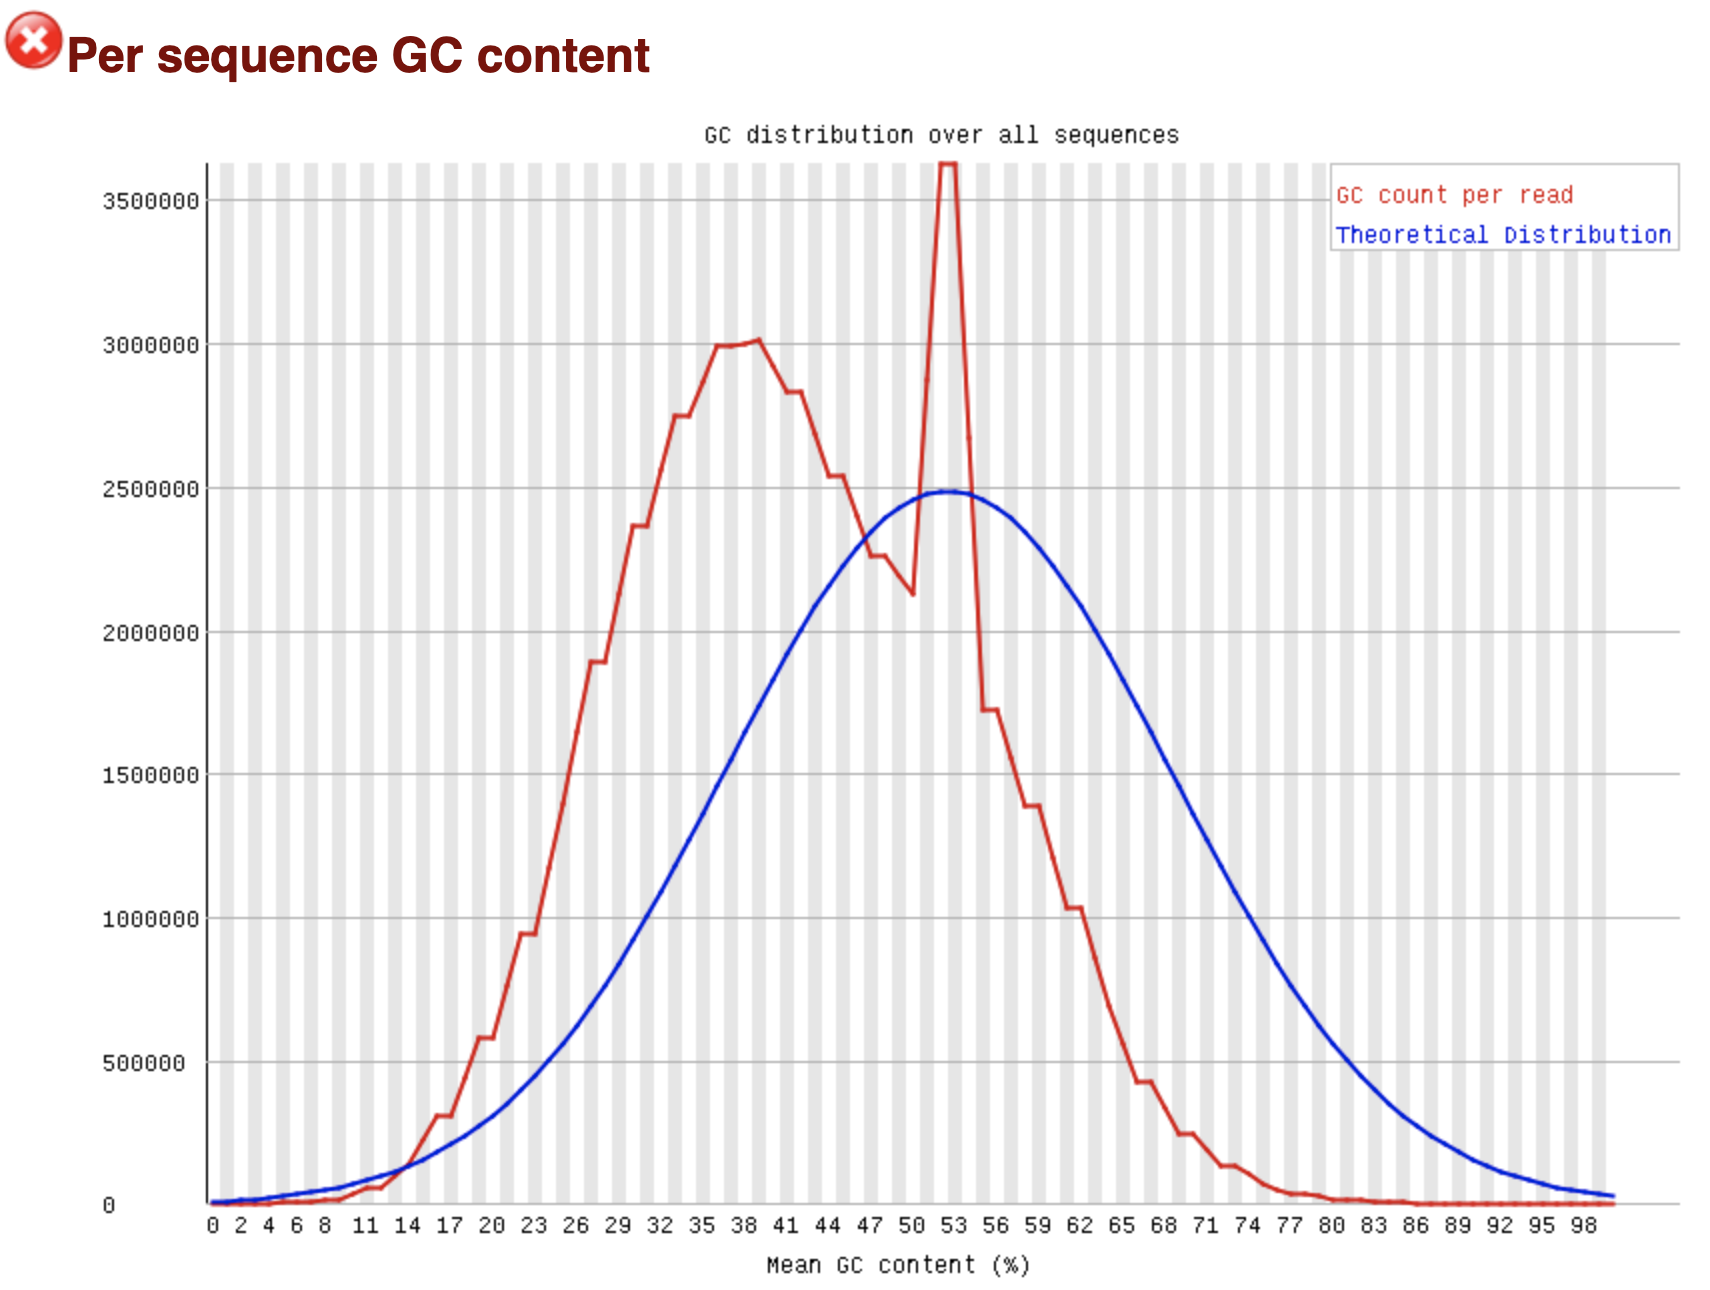 Per sequence GC content
GC distribution over all sequences
GC count per read
Theoretical Distribution
3500000
3000000
2500000
2000000
1500000
1000000
500000
0
0 2 4 6 8 11 14 17 20 23 26 29 32 35 38 41 44 47 50 53 56 59 62 65 68 71 74 77 80 83 86 89 92 95 98
Mean GC content (%)